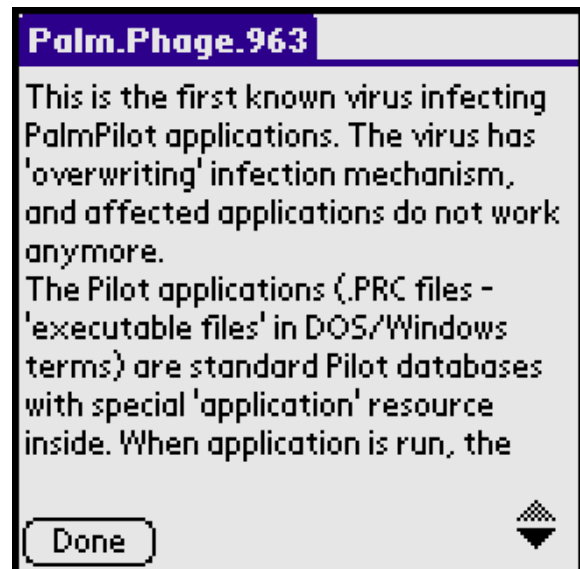 Palm.Phage.963
This is the first known virus infecting
PalmPilot applications. The virus has
'overwriting' infection mechanism,
and affected applications do not work
anymore.
The Pilot applications (.PRC files -
'executable files' in DOS/Windows
terms) are standard Pilot databases
with special 'application' resource
inside. When application is run, the
Done